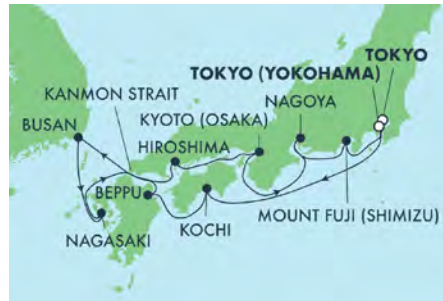 TOKYO
TOKYO (YOKOHAMA)
KANMON STRAIT
NAGOYA
BUSAN
KYOTO (OSAKA)
HIROSHIMA
BEPPU
MOUNT FUJI (SHIMIZU)
KOCHI
NAGASAKI